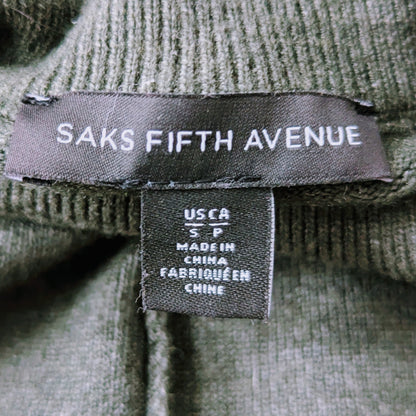 SAKS FIFTH AVENUE
US CA
S P
MADE IN
CHINA
FABRIQUÉ EN
CHINE